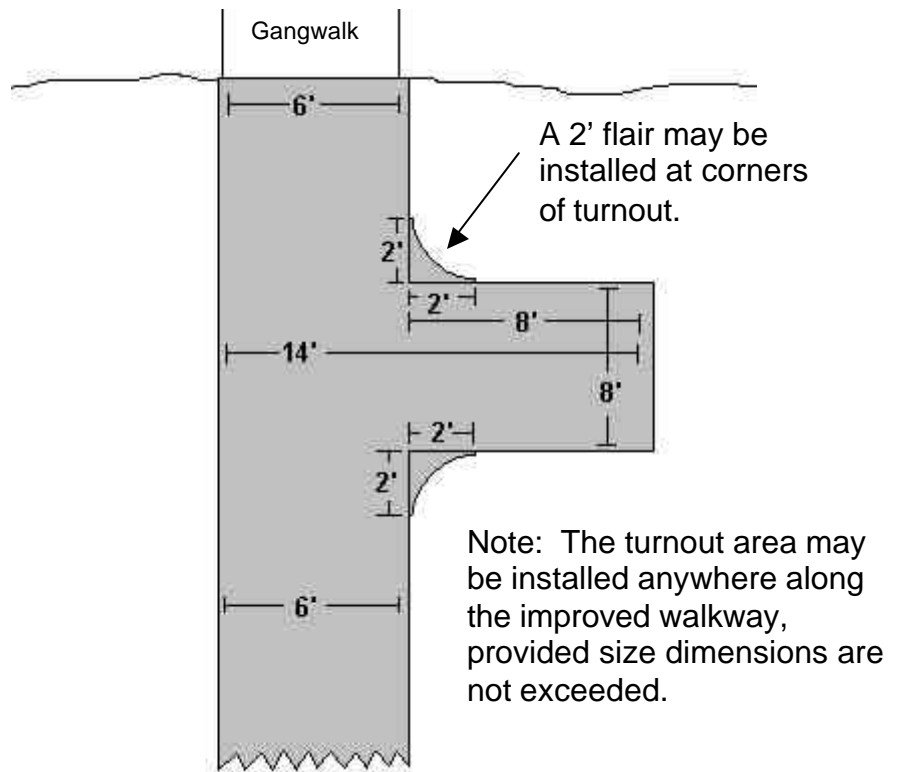 Gangwalk
6'
A 2' flair may be
installed at corners
of turnout.
2'
2'
8'
14'
8'
2'
2'
Note:  The turnout area may
be installed anywhere along
the improved walkway,
provided size dimensions are
not exceeded.
6'